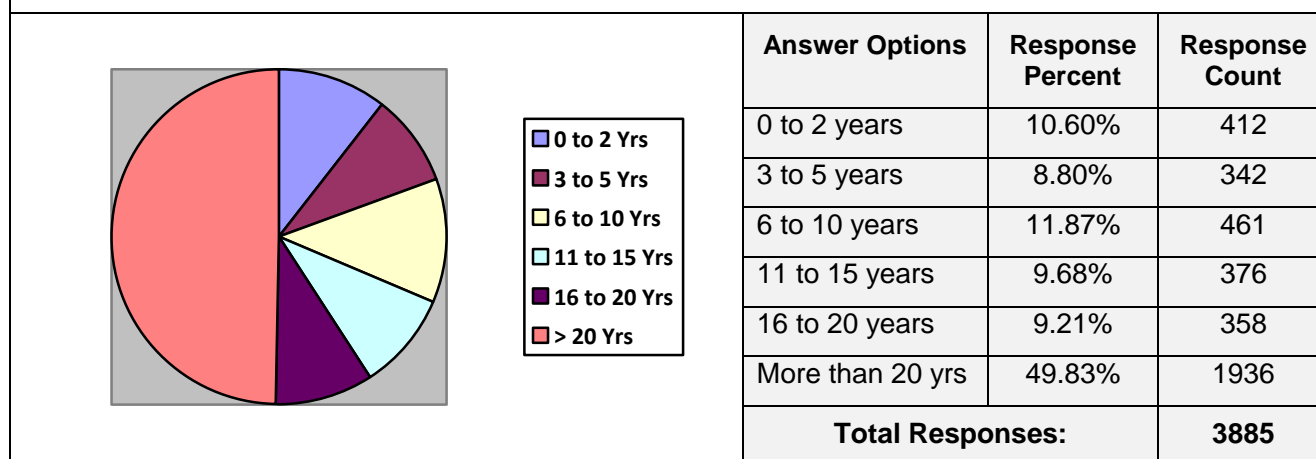 0 to 2 Yrs
3 to 5 Yrs
6 to 10 Yrs
11 to 15 Yrs
16 to 20 Yrs
> 20 Yrs
Answer Options Response Percent Response Count
0 to 2 years 10.60% 412
3 to 5 years 8.80% 342
6 to 10 years 11.87% 461
11 to 15 years 9.68% 376
16 to 20 years 9.21% 358
More than 20 yrs 49.83% 1936
Total Responses: 3885